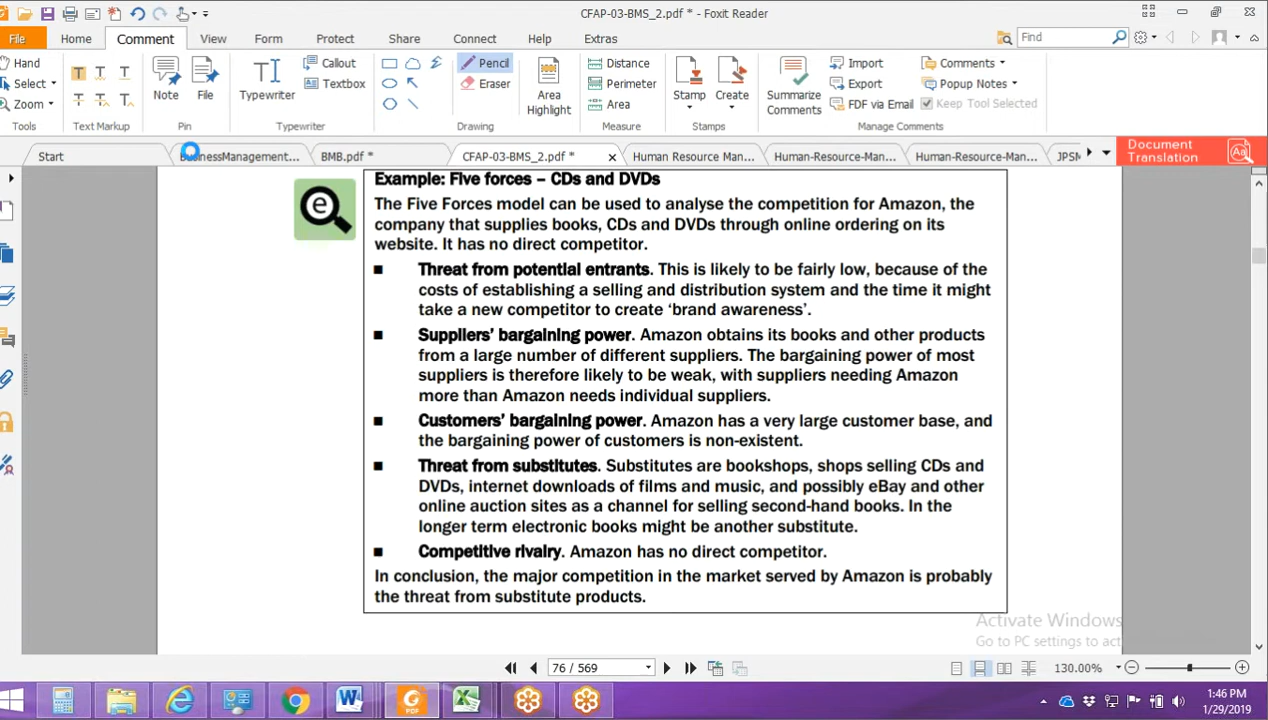 CFAP-03-BMS_2.pdf * - Foxit Reader
File Home Comment View Form Protect Share Connect Help Extras Find
Hand Callout Pencil Distance Import Comments
Select Note File Typewriter Textbox Eraser Area Highlight Perimeter Stamp Create Summarize Comments Export Popup Notes
Zoom Area FDF via Email Keep Tool Selected
Tools Text Markup Pin Typewriter Drawing Measure Stamps Manage Comments
Start BusinessManagement... BMB.pdf * CFAP-03-BMS_2.pdf * Human Resource Man... Human-Resource-Man... Human-Resource-Man... JPSM
Document
Translation
Example: Five forces – CDs and DVDs
The Five Forces model can be used to analyse the competition for Amazon, the
company that supplies books, CDs and DVDs through online ordering on its
website. It has no direct competitor.
■ Threat from potential entrants. This is likely to be fairly low, because of the
costs of establishing a selling and distribution system and the time it might
take a new competitor to create ‘brand awareness’.
■ Suppliers’ bargaining power. Amazon obtains its books and other products
from a large number of different suppliers. The bargaining power of most
suppliers is therefore likely to be weak, with suppliers needing Amazon
more than Amazon needs individual suppliers.
■ Customers’ bargaining power. Amazon has a very large customer base, and
the bargaining power of customers is non-existent.
■ Threat from substitutes. Substitutes are bookshops, shops selling CDs and
DVDs, internet downloads of films and music, and possibly eBay and other
online auction sites as a channel for selling second-hand books. In the
longer term electronic books might be another substitute.
■ Competitive rivalry. Amazon has no direct competitor.
In conclusion, the major competition in the market served by Amazon is probably
the threat from substitute products.
Activate Windows
Go to PC settings to act
76 / 569 130.00%
1:46 PM
1/29/2019